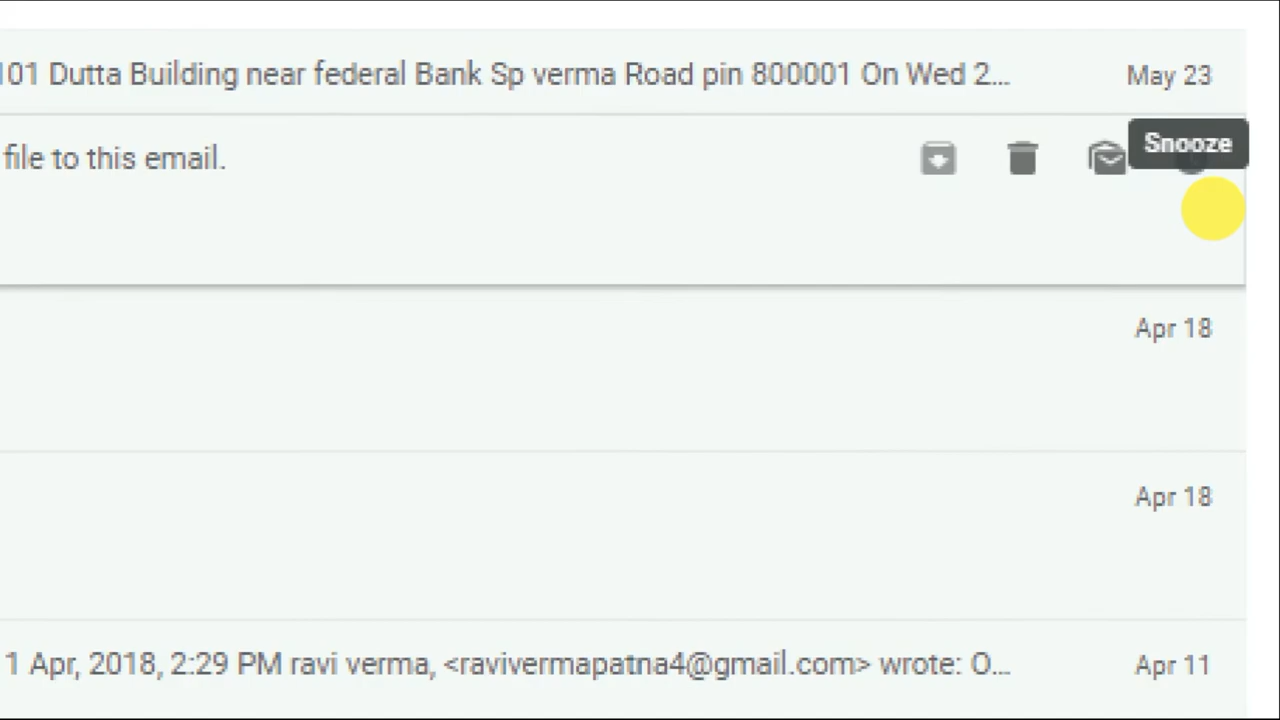 101 Dutta Building near federal Bank Sp verma Road pin 800001 On Wed 2... May 23
Snooze
file to this email.
Apr 18
Apr 18
1 Apr, 2018, 2:29 PM ravi verma, <ravivermapatna4@gmail.com> wrote: O... Apr 11